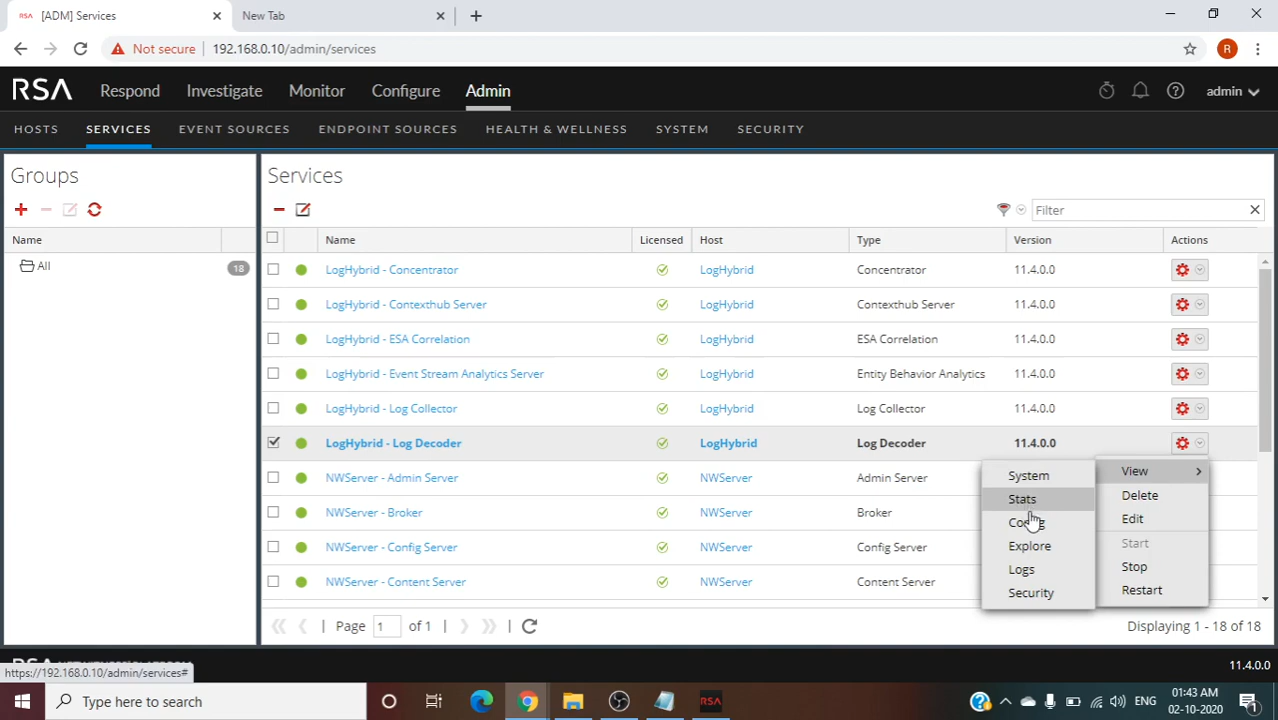 RSA [ADM] Services
New Tab
Not secure 192.168.0.10/admin/services
R
RSA Respond Investigate Monitor Configure Admin
admin
HOSTS SERVICES EVENT SOURCES ENDPOINT SOURCES HEALTH & WELLNESS SYSTEM SECURITY
Groups
Name
All 18
Services
Filter
Name Licensed Host Type Version Actions
LogHybrid - Concentrator LogHybrid Concentrator 11.4.0.0
LogHybrid - Contexthub Server LogHybrid Contexthub Server 11.4.0.0
LogHybrid - ESA Correlation LogHybrid ESA Correlation 11.4.0.0
LogHybrid - Event Stream Analytics Server LogHybrid Entity Behavior Analytics 11.4.0.0
LogHybrid - Log Collector LogHybrid Log Collector 11.4.0.0
LogHybrid - Log Decoder LogHybrid Log Decoder 11.4.0.0
NWServer - Admin Server NWServer Admin Server
NWServer - Broker NWServer Broker
NWServer - Config Server NWServer Config Server
NWServer - Content Server NWServer Content Server
System
Stats
Config
Explore
Logs
Security
View
Delete
Edit
Start
Stop
Restart
Page 1 of 1
Displaying 1 - 18 of 18
https://192.168.0.10/admin/services#
11.4.0.0
Type here to search
RSA
ENG
01:43 AM
02-10-2020
1